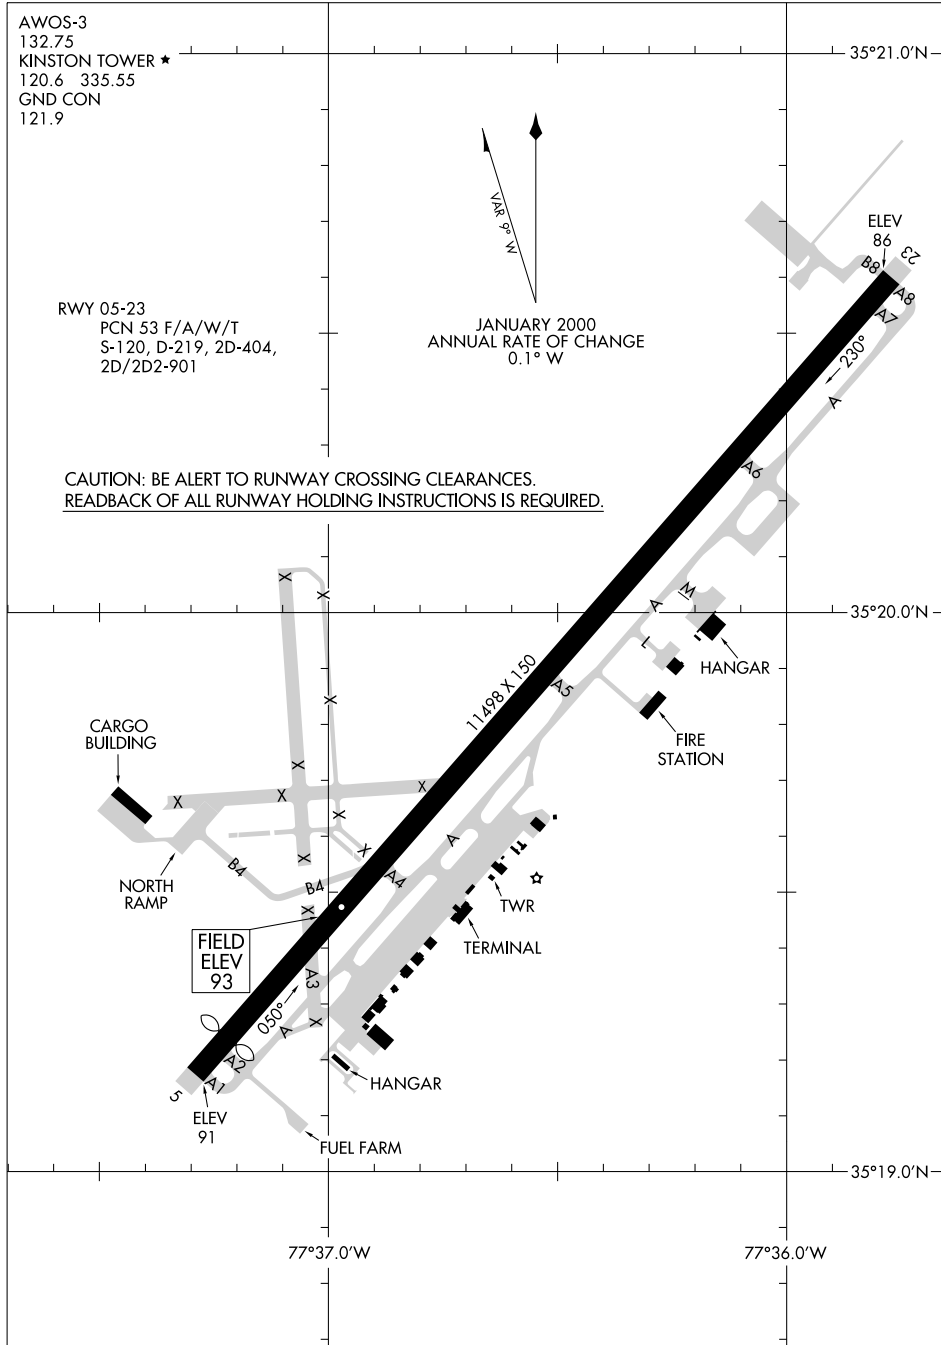 AWOS-3
132.75
KINSTON TOWER ★
120.6 335.55
GND CON
121.9
35°21.0'N
VAR 9° W
JANUARY 2000
ANNUAL RATE OF CHANGE
0.1° W
RWY 05-23
PCN 53 F/A/W/T
S-120, D-219, 2D-404,
2D/2D2-901
ELEV
86
23
B8
A8
A7
230°
A
A6
CAUTION: BE ALERT TO RUNWAY CROSSING CLEARANCES.
READBACK OF ALL RUNWAY HOLDING INSTRUCTIONS IS REQUIRED.
X
X
M
A
35°20.0'N
L
HANGAR
X
11498 X 150
A5
FIRE
STATION
CARGO
BUILDING
X
X
X
X
X
A
X
X
B4
B4
A4
NORTH
RAMP
TWR
X
TERMINAL
FIELD
ELEV
93
A3
050°
X
A
A2
A1
HANGAR
5
ELEV
91
FUEL FARM
35°19.0'N
77°37.0'W
77°36.0'W